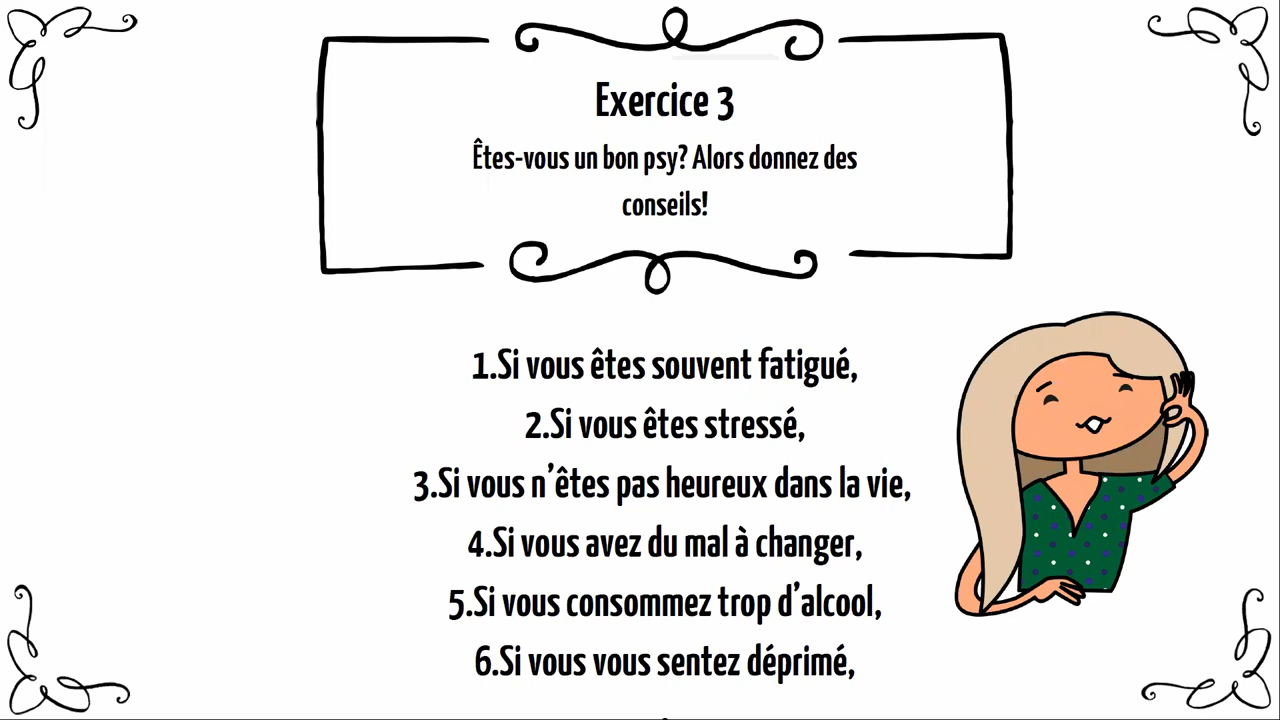 Exercice 3
Êtes-vous un bon psy? Alors donnez des
conseils!
1.Si vous êtes souvent fatigué,
2.Si vous êtes stressé,
3.Si vous n’êtes pas heureux dans la vie,
4.Si vous avez du mal à changer,
5.Si vous consommez trop d’alcool,
6.Si vous vous sentez déprimé,